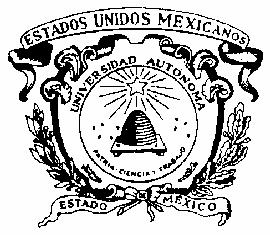 ESTADOS UNIDOS MEXICANOS
UNIVERSIDAD AUTONOMA
PATRIA CIENCIA Y TRABAJO
ESTADO MEXICO